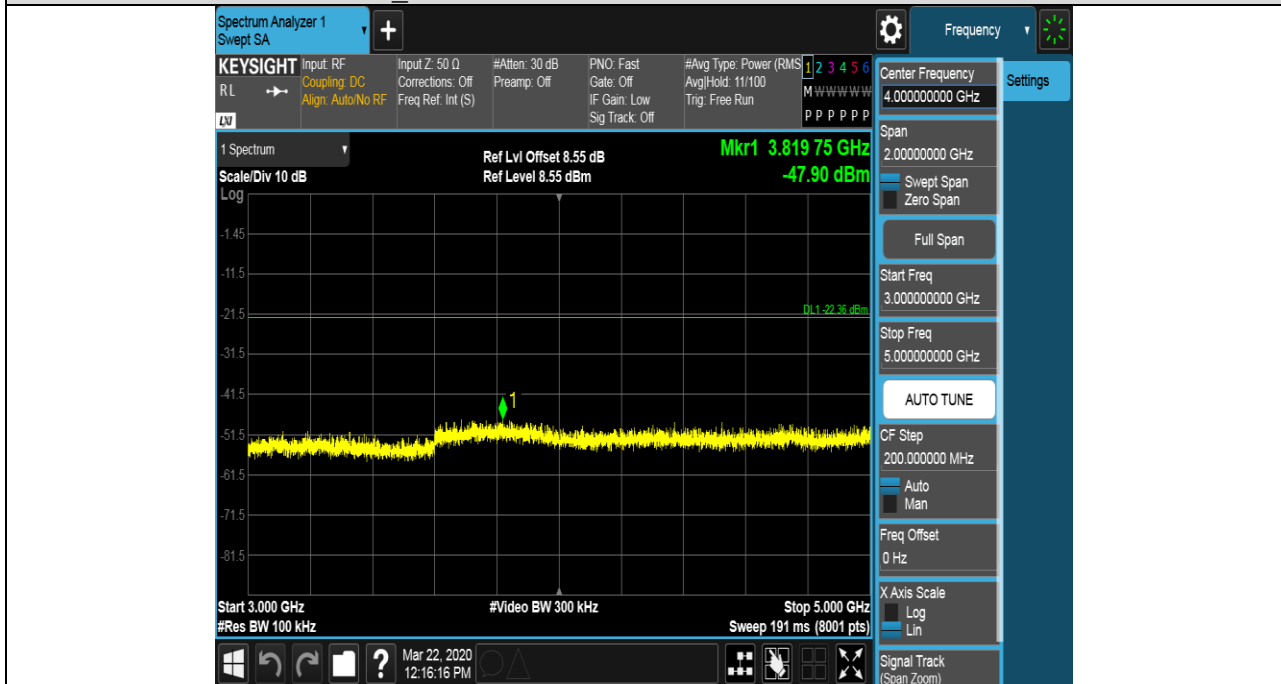 Spectrum Analyzer 1
Swept SA
+
Frequency
KEYSIGHT
RL
LXI
Input: RF
Coupling: DC
Align: Auto/No RF
Input Z: 50 Ω
Corrections: Off
Freq Ref: Int (S)
#Atten: 30 dB
Preamp: Off
PNO: Fast
Gate: Off
IF Gain: Low
Sig Track: Off
#Avg Type: Power (RMS
Avg|Hold: 11/100
Trig: Free Run
1 2 3 4 5 6
M W W W W W
P P P P P P
Center Frequency
4.000000000 GHz
Settings
1 Spectrum
Scale/Div 10 dB
Ref Lvl Offset 8.55 dB
Ref Level 8.55 dBm
Mkr1 3.819 75 GHz
-47.90 dBm
Span
2.00000000 GHz
Swept Span
Zero Span
Full Span
Start Freq
3.000000000 GHz
Stop Freq
5.000000000 GHz
AUTO TUNE
CF Step
200.000000 MHz
Auto
Man
Freq Offset
0 Hz
X Axis Scale
Log
Lin
Signal Track
(Span Zoom)
Log
-1.45
-11.5
-21.5
DL1 -22.36 dBm
-31.5
-41.5
1
-51.5
-61.5
-71.5
-81.5
Start 3.000 GHz
#Res BW 100 kHz
#Video BW 300 kHz
Stop 5.000 GHz
Sweep 191 ms (8001 pts)
?
Mar 22, 2020
12:16:16 PM